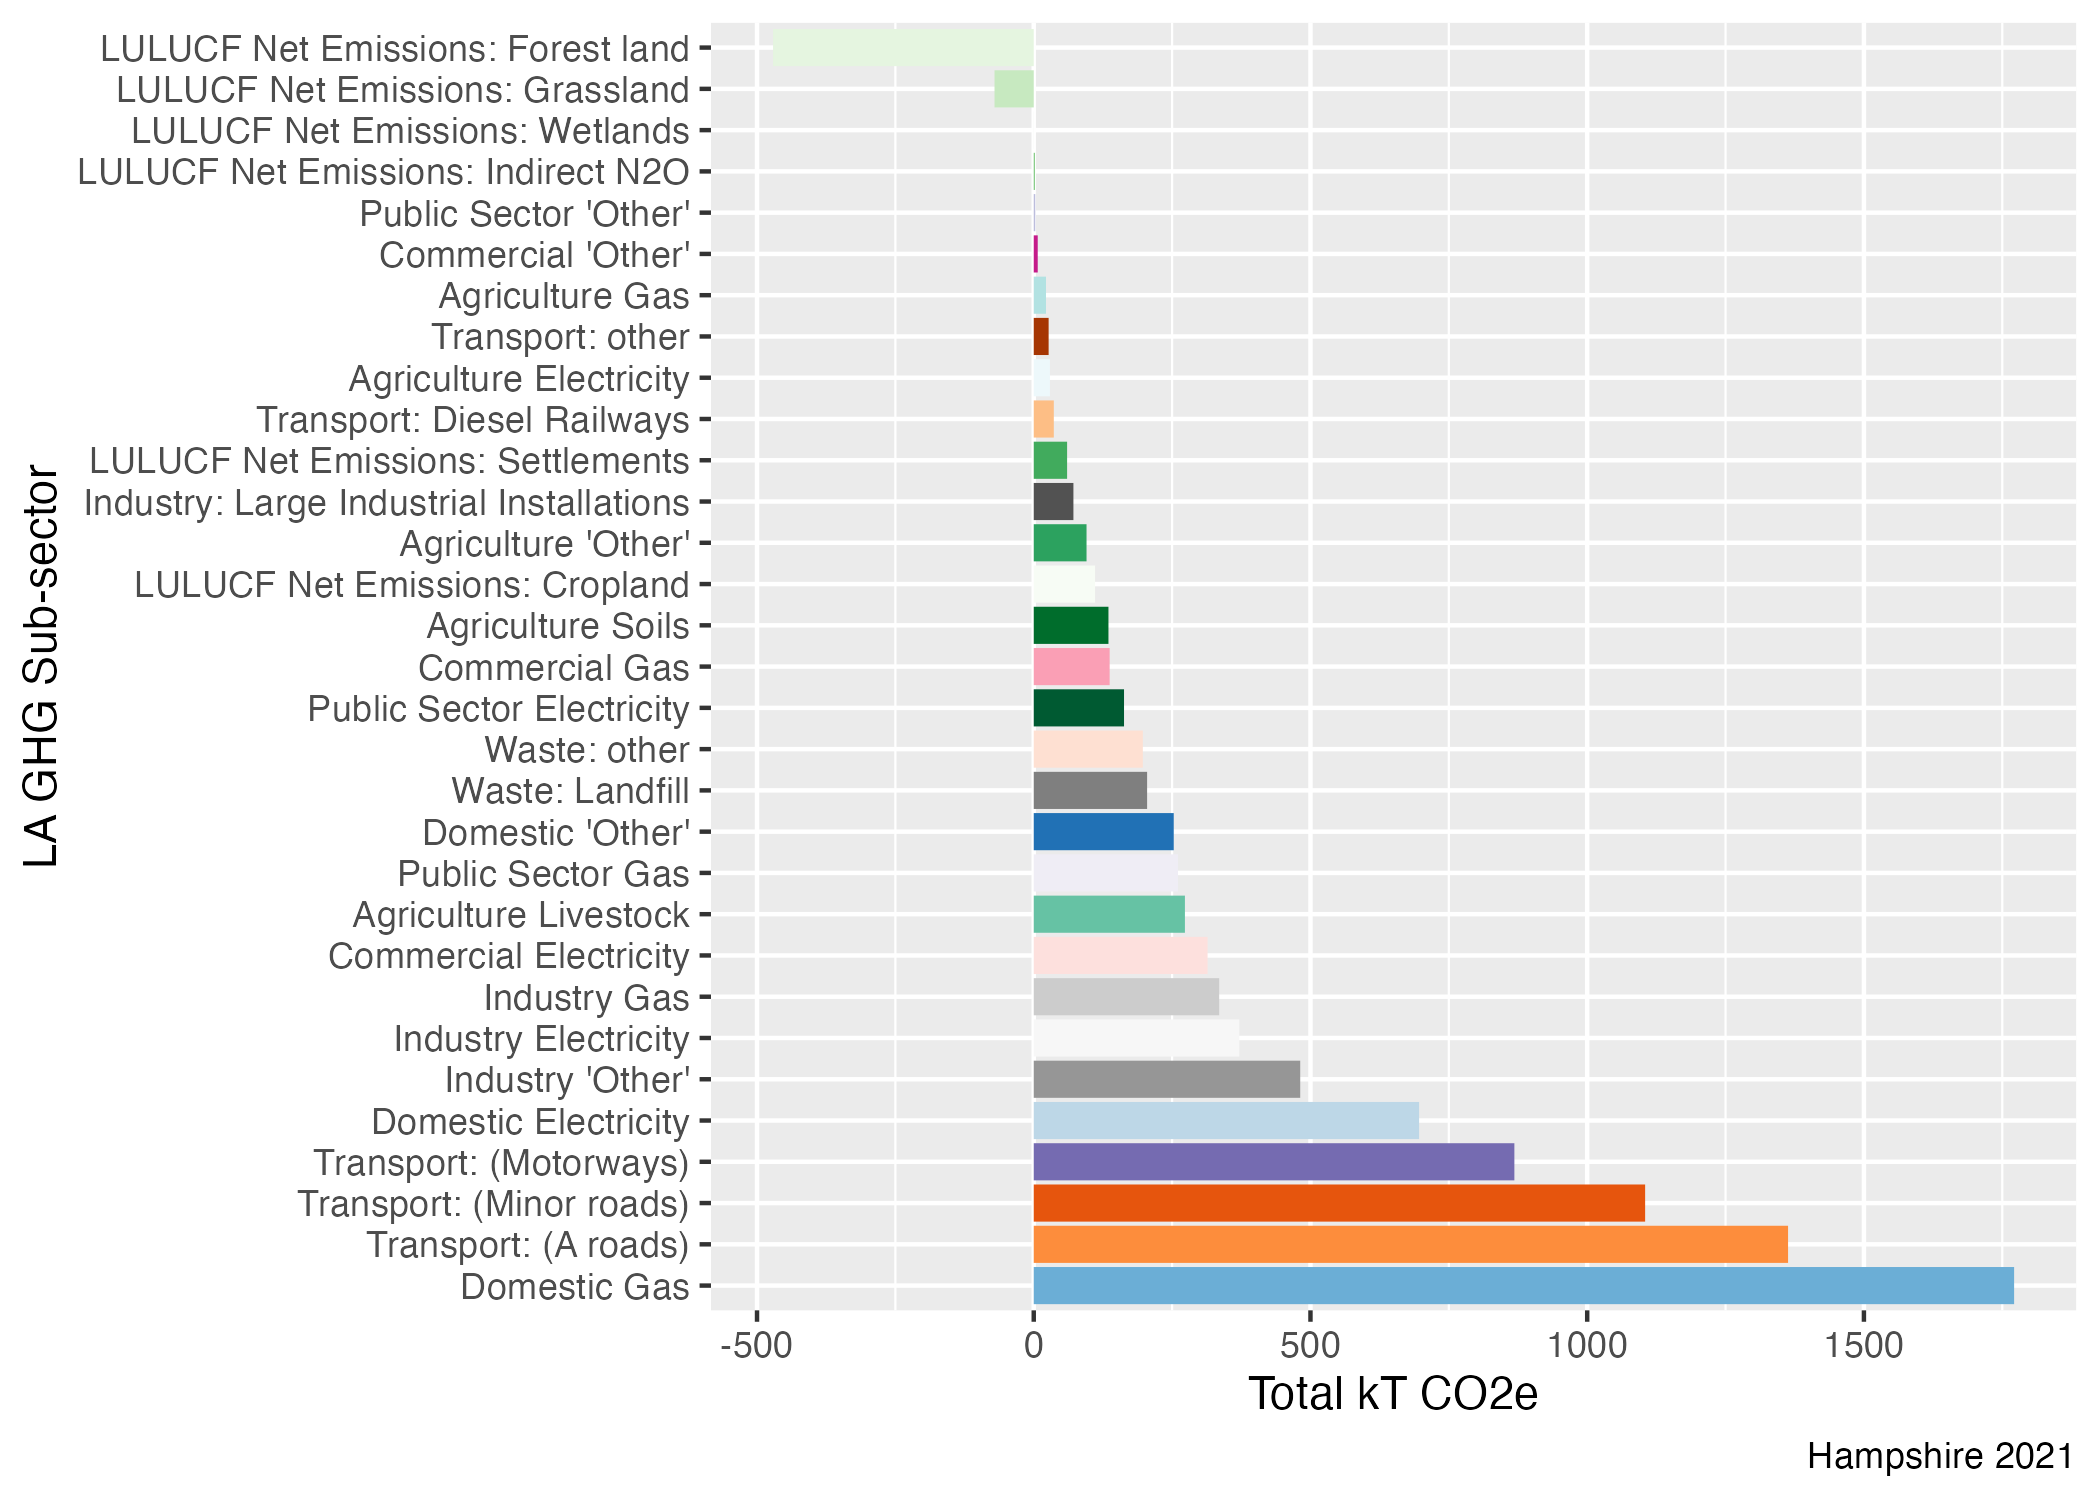 LULUCF Net Emissions: Forest land
LULUCF Net Emissions: Grassland
LULUCF Net Emissions: Wetlands
LULUCF Net Emissions: Indirect N2O
Public Sector 'Other'
Commercial 'Other'
Agriculture Gas
Transport: other
Agriculture Electricity
Transport: Diesel Railways
LULUCF Net Emissions: Settlements
Industry: Large Industrial Installations
Agriculture 'Other'
LULUCF Net Emissions: Cropland
Agriculture Soils
Commercial Gas
Public Sector Electricity
Waste: other
Waste: Landfill
Domestic 'Other'
Public Sector Gas
Agriculture Livestock
Commercial Electricity
Industry Gas
Industry Electricity
Industry 'Other'
Domestic Electricity
Transport: (Motorways)
Transport: (Minor roads)
Transport: (A roads)
Domestic Gas
LA GHG Sub-sector
-500 0 500 1000 1500
Total kT CO2e
Hampshire 2021